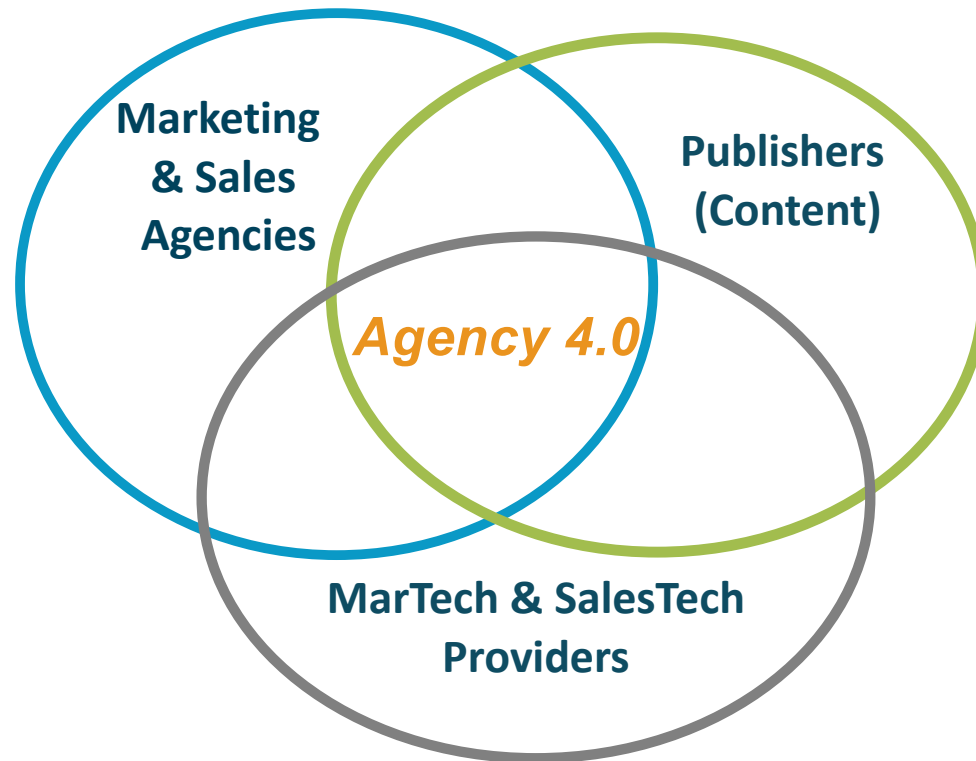 Marketing
& Sales
Agencies
Publishers
(Content)
Agency 4.0
MarTech & SalesTech
Providers